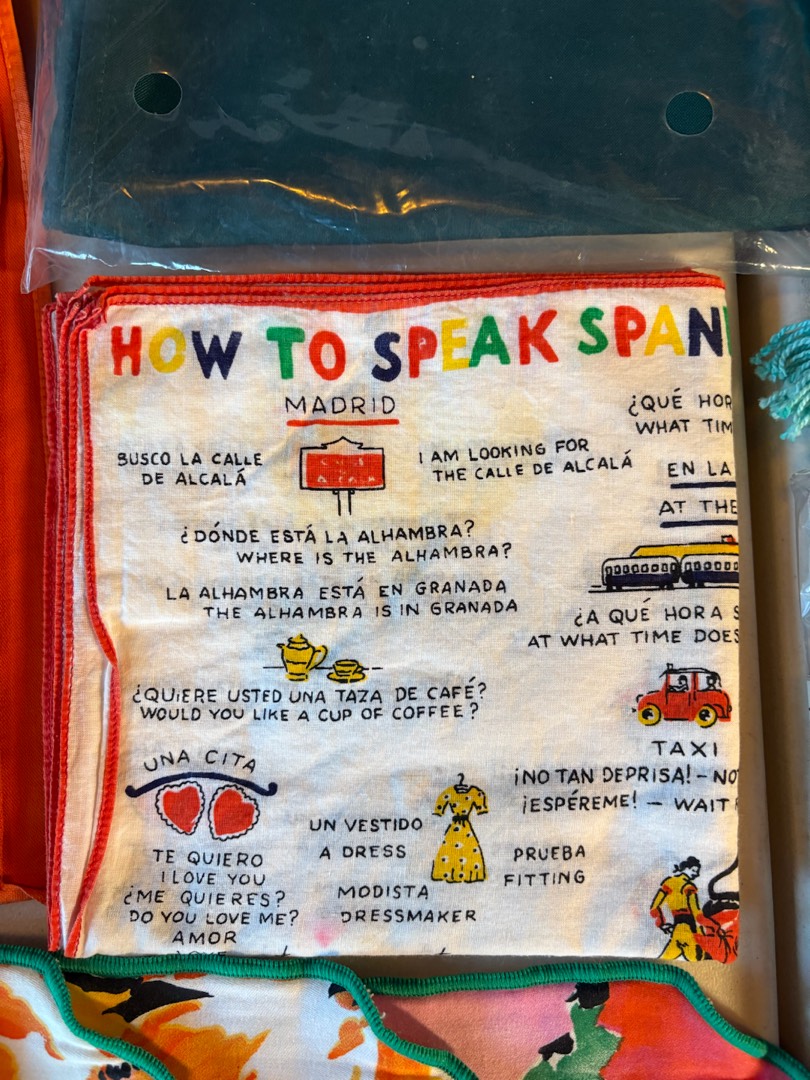 HOW TO SPEAK SPAN
MADRID
BUSCO LA CALLE
DE ALCALÁ
I AM LOOKING FOR
THE CALLE DE ALCALÁ
¿DÓNDE ESTÁ LA ALHAMBRA?
WHERE IS THE ALHAMBRA?
LA ALHAMBRA ESTÁ EN GRANADA
THE ALHAMBRA IS IN GRANADA
¿QUIERE USTED UNA TAZA DE CAFÉ?
WOULD YOU LIKE A CUP OF COFFEE?
UNA CITA
TE QUIERO
I LOVE YOU
¿ME QUIERES?
DO YOU LOVE ME?
AMOR
UN VESTIDO
A DRESS
MODISTA
DRESSMAKER
PRUEBA
FITTING
¿QUÉ HOR
WHAT TIM
EN LA
AT THE
¿A QUÉ HORA S
AT WHAT TIME DOES
TAXI
¡NO TAN DEPRISA! - NO
¡ESPÉREME! - WAIT